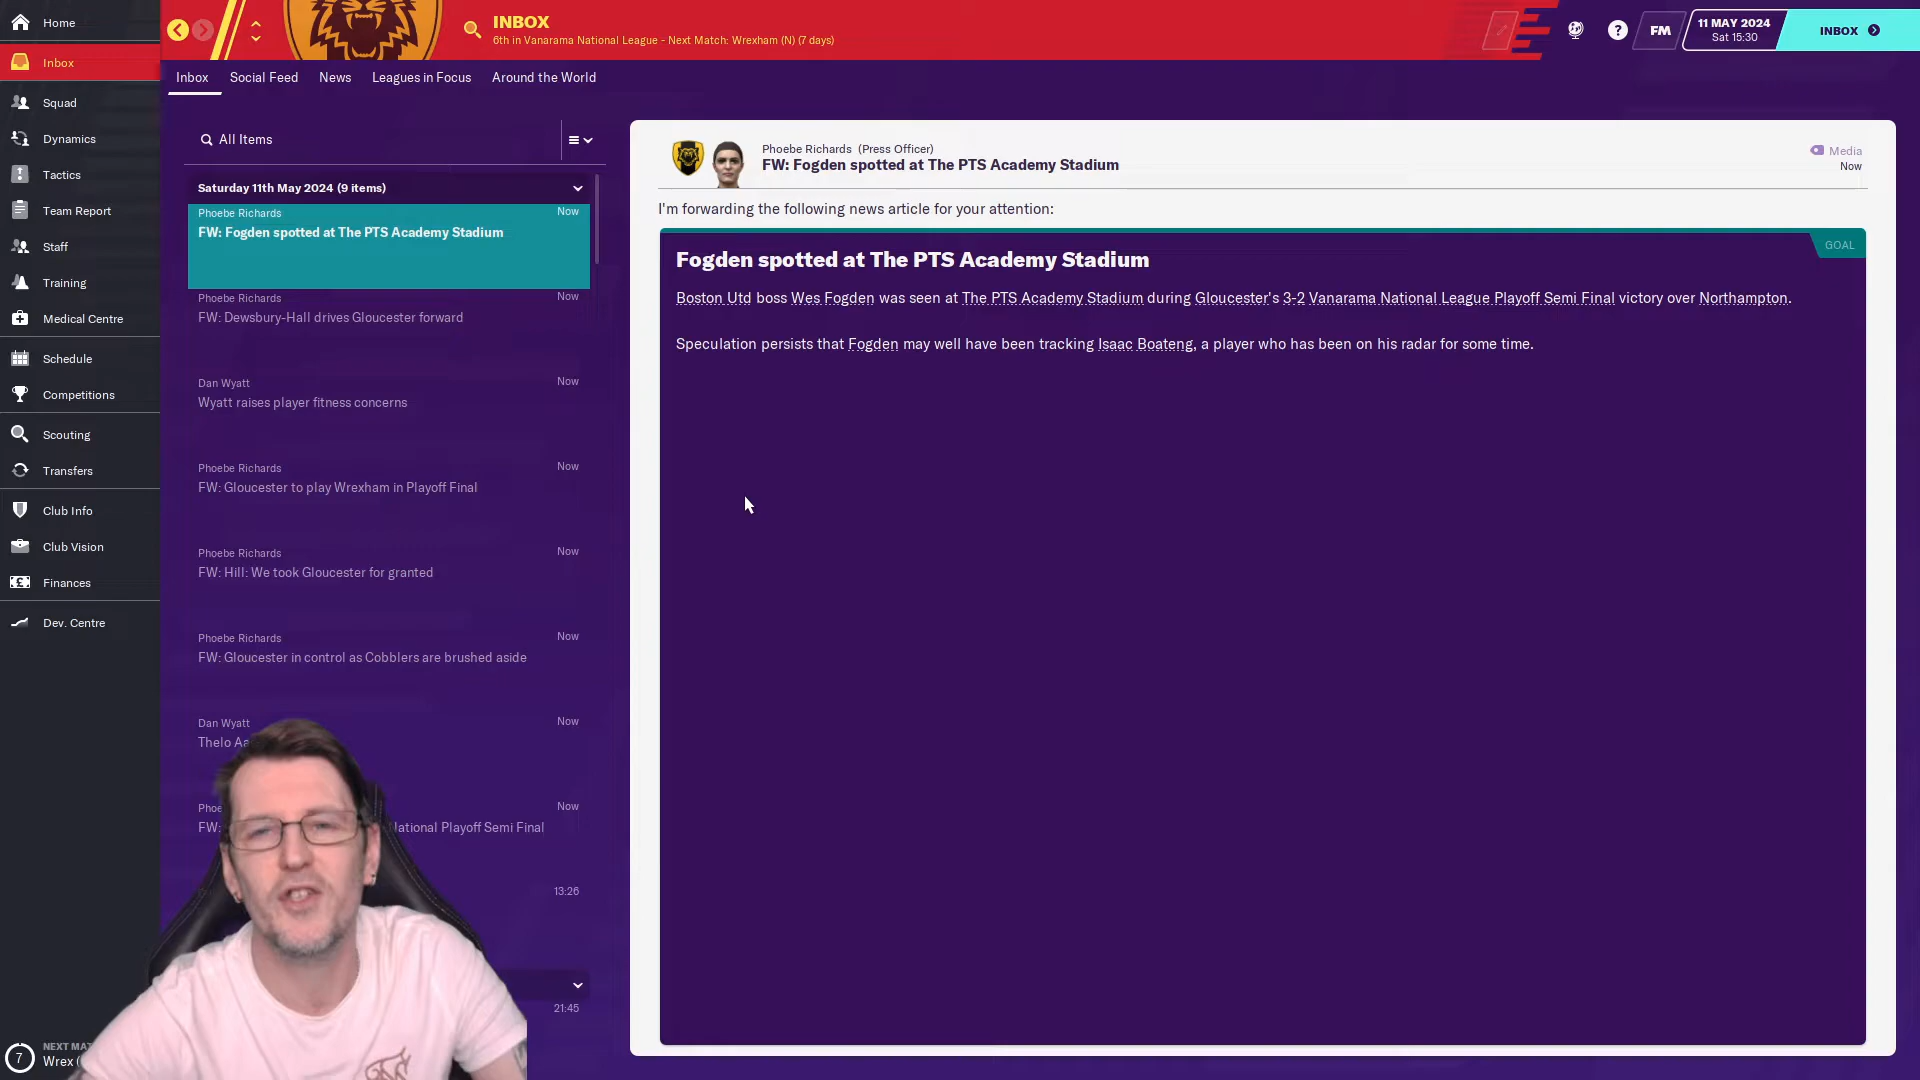 Home
Inbox
Squad
Dynamics
Tactics
Team Report
Staff
Training
Medical Centre
Schedule
Competitions
Scouting
Transfers
Club Info
Club Vision
Finances
Dev. Centre
7
NEXT MAT
Wrex (
INBOX
6th in Vanarama National League - Next Match: Wrexham (N) (7 days)
?
FM
11 MAY 2024
Sat 15:30
INBOX
Inbox Social Feed News Leagues in Focus Around the World
All Items
Saturday 11th May 2024 (9 items)
Phoebe Richards Now
FW: Fogden spotted at The PTS Academy Stadium
Phoebe Richards Now
FW: Dewsbury-Hall drives Gloucester forward
Dan Wyatt Now
Wyatt raises player fitness concerns
Phoebe Richards Now
FW: Gloucester to play Wrexham in Playoff Final
Phoebe Richards Now
FW: Hill: We took Gloucester for granted
Phoebe Richards Now
FW: Gloucester in control as Cobblers are brushed aside
Dan Wyatt Now
Thelo Aa
Phoe Now
FW: National Playoff Semi Final
13:26
21:45
Phoebe Richards (Press Officer)
FW: Fogden spotted at The PTS Academy Stadium
Media
Now
I'm forwarding the following news article for your attention:
GOAL
Fogden spotted at The PTS Academy Stadium
Boston Utd boss Wes Fogden was seen at The PTS Academy Stadium during Gloucester's 3-2 Vanarama National League Playoff Semi Final victory over Northampton.
Speculation persists that Fogden may well have been tracking Isaac Boateng, a player who has been on his radar for some time.